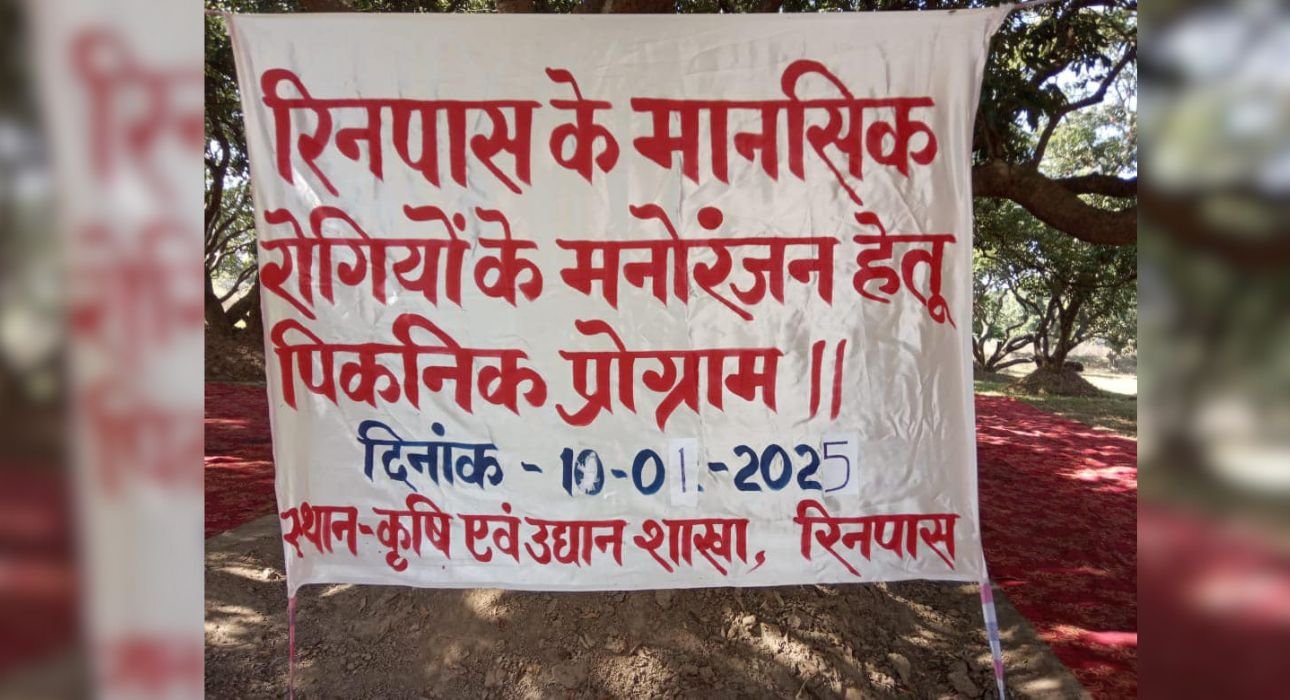 रिनपास के मानसिक
रोगियों के मनोरंजन हेतू
पिकनिक प्रोग्राम ||
दिनांक - 10-01-2025
स्थान-कृषि एवं उद्यान शाखा, रिनपास